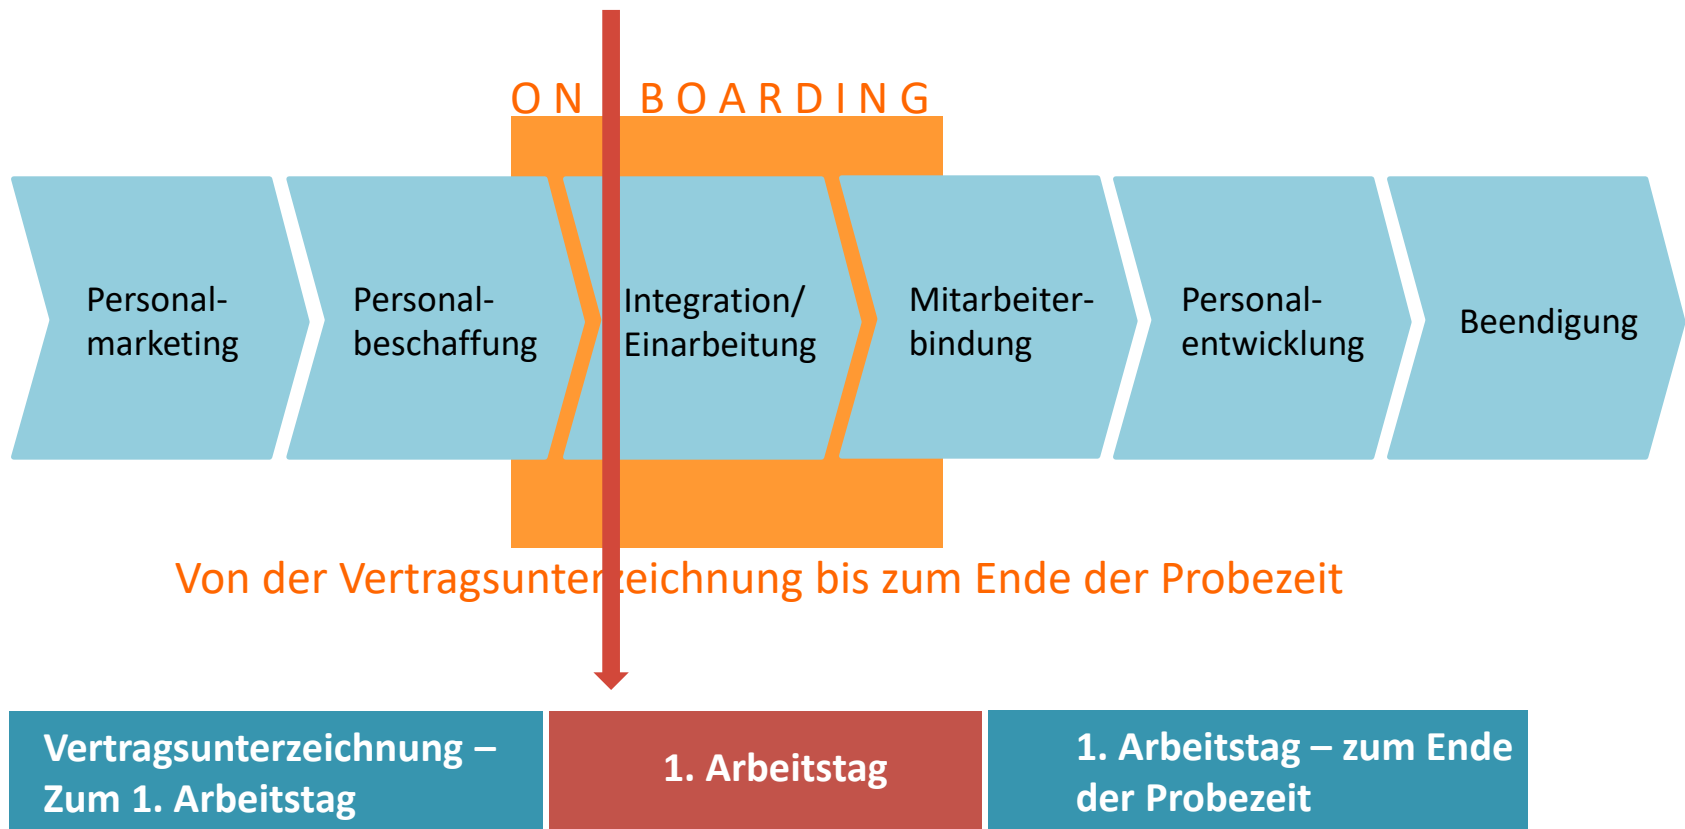 ON BOARDING
Personal-
marketing
Personal-
beschaffung
Integration/
Einarbeitung
Mitarbeiter-
bindung
Personal-
entwicklung
Beendigung
Von der Vertragsunterzeichnung bis zum Ende der Probezeit
Vertragsunterzeichnung –
Zum 1. Arbeitstag
1. Arbeitstag
1. Arbeitstag – zum Ende
der Probezeit